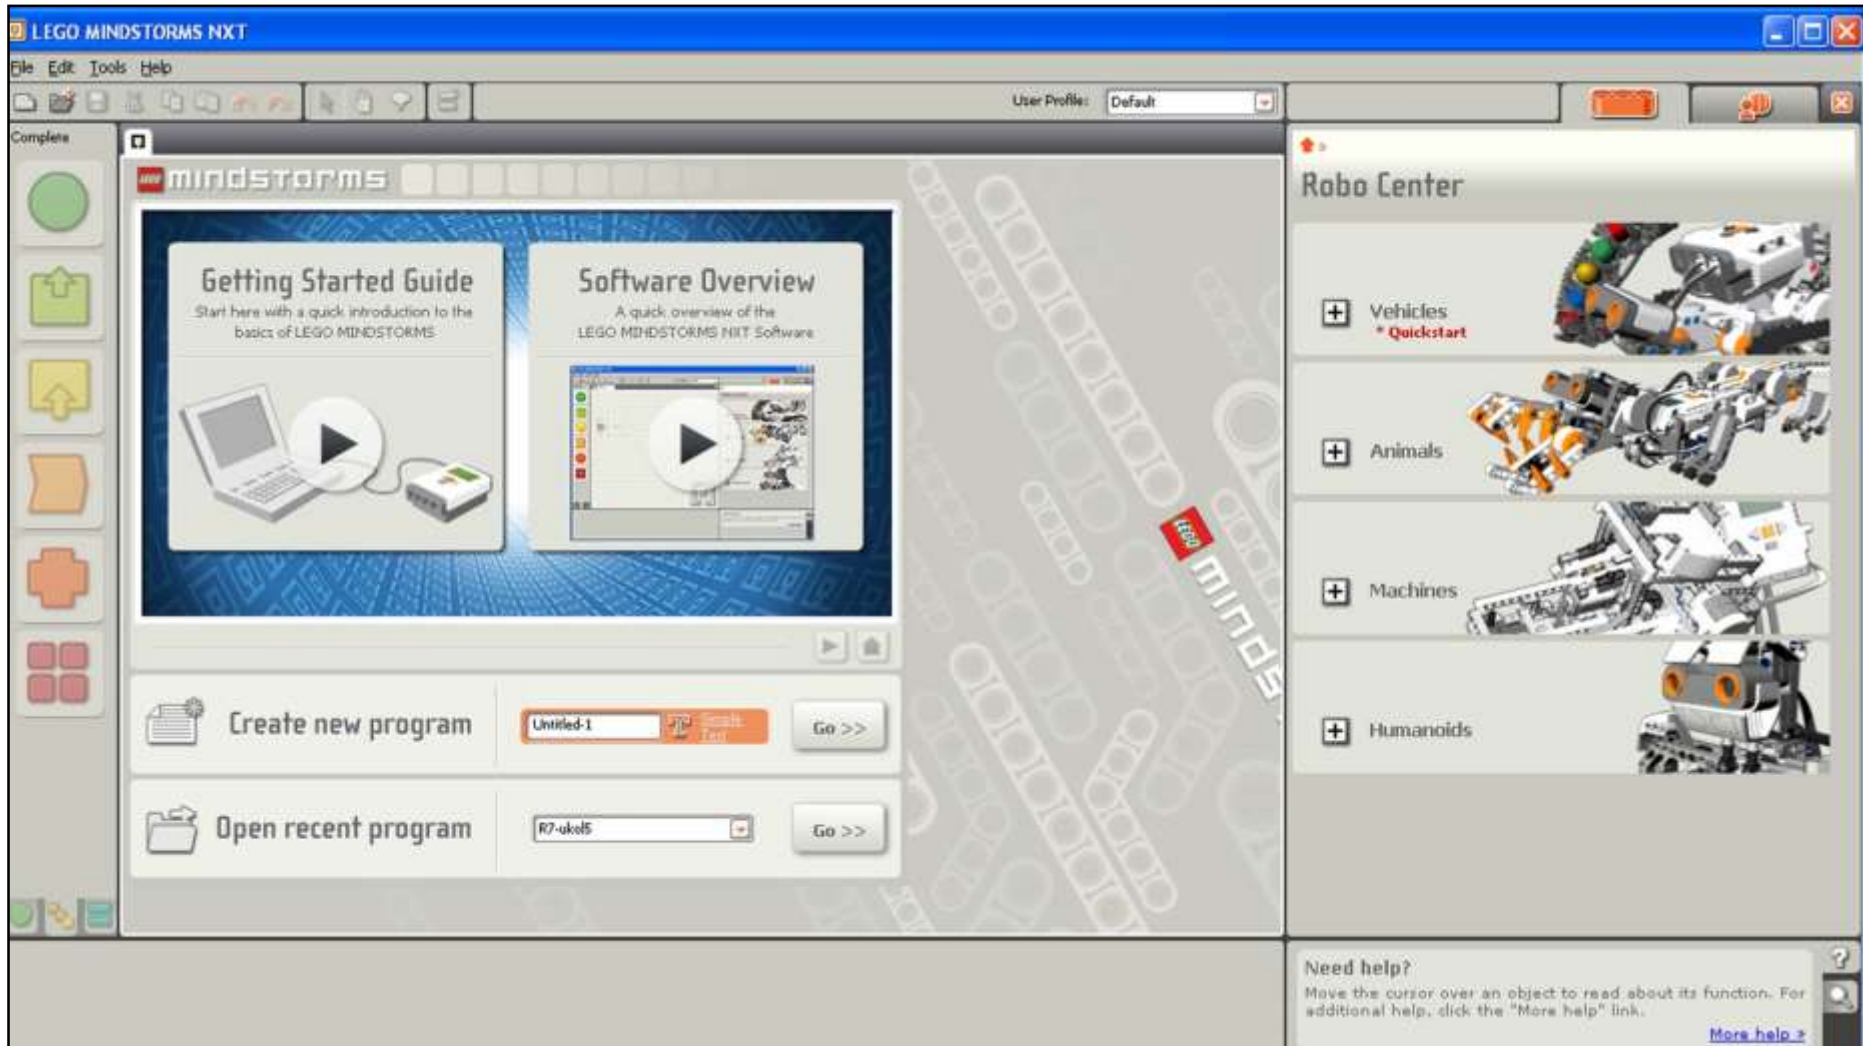 LEGO MINDSTORMS NXT
File Edit Tools Help
User Profile: Default
Complete
mindstorms
Getting Started Guide
Start here with a quick introduction to the
basics of LEGO MINDSTORMS
Software Overview
A quick overview of the
LEGO MINDSTORMS NXT Software
LEGO
minds
Create new program
Untitled-1
Go >>
Open recent program
R7-ukol5
Go >>
Robo Center
Vehicles
* Quickstart
Animals
Machines
Humanoids
Need help?
Move the cursor over an object to read about its function. For
additional help, click the "More help" link.
More help »